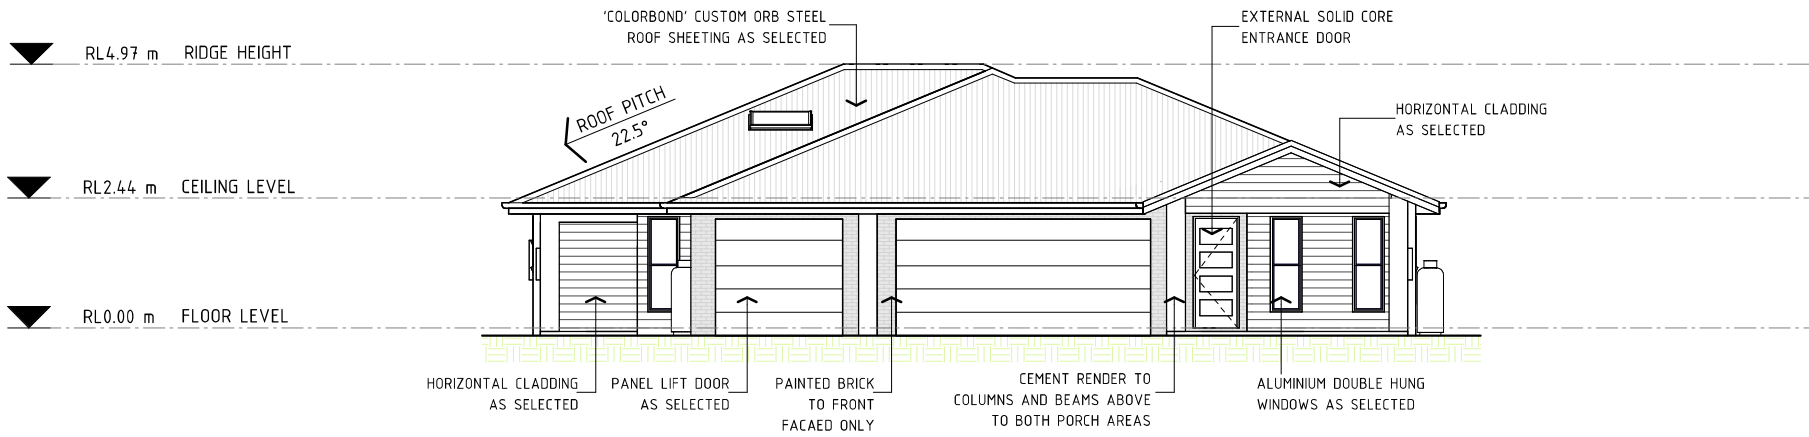 'COLORBOND' CUSTOM ORB STEEL
ROOF SHEETING AS SELECTED
EXTERNAL SOLID CORE
ENTRANCE DOOR
RL4.97 m RIDGE HEIGHT
ROOF PITCH
22.5°
HORIZONTAL CLADDING
AS SELECTED
RL2.44 m CEILING LEVEL
RL0.00 m FLOOR LEVEL
HORIZONTAL CLADDING
AS SELECTED
PANEL LIFT DOOR
AS SELECTED
PAINTED BRICK
TO FRONT
FACAED ONLY
CEMENT RENDER TO
COLUMNS AND BEAMS ABOVE
TO BOTH PORCH AREAS
ALUMINIUM DOUBLE HUNG
WINDOWS AS SELECTED